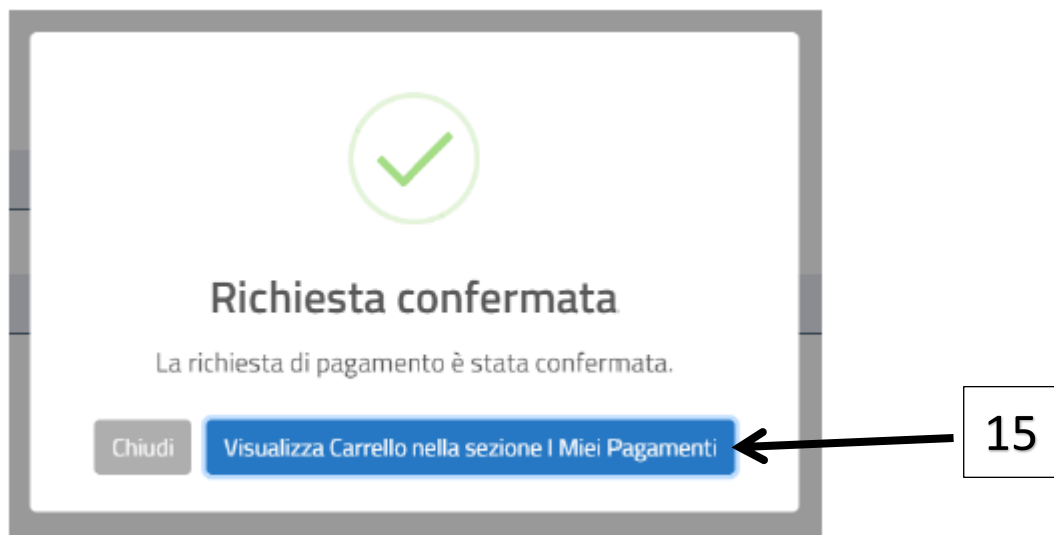 Richiesta confermata
La richiesta di pagamento è stata confermata.
Chiudi Visualizza Carrello nella sezione I Miei Pagamenti
15